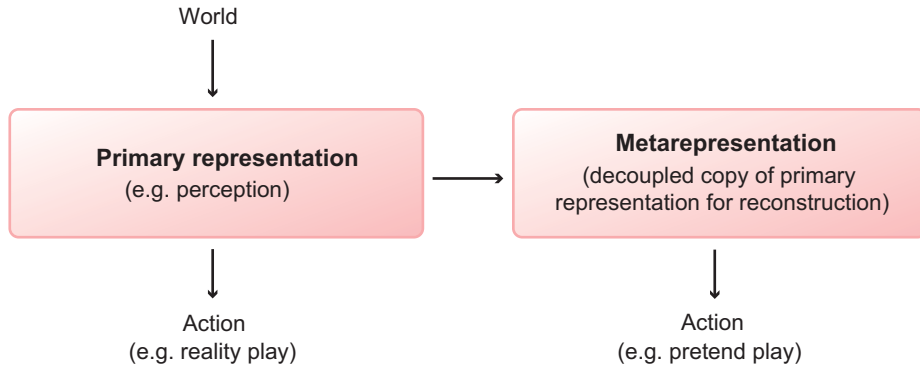 World
Primary representation
(e.g. perception)
Metarepresentation
(decoupled copy of primary
representation for reconstruction)
Action
(e.g. reality play)
Action
(e.g. pretend play)